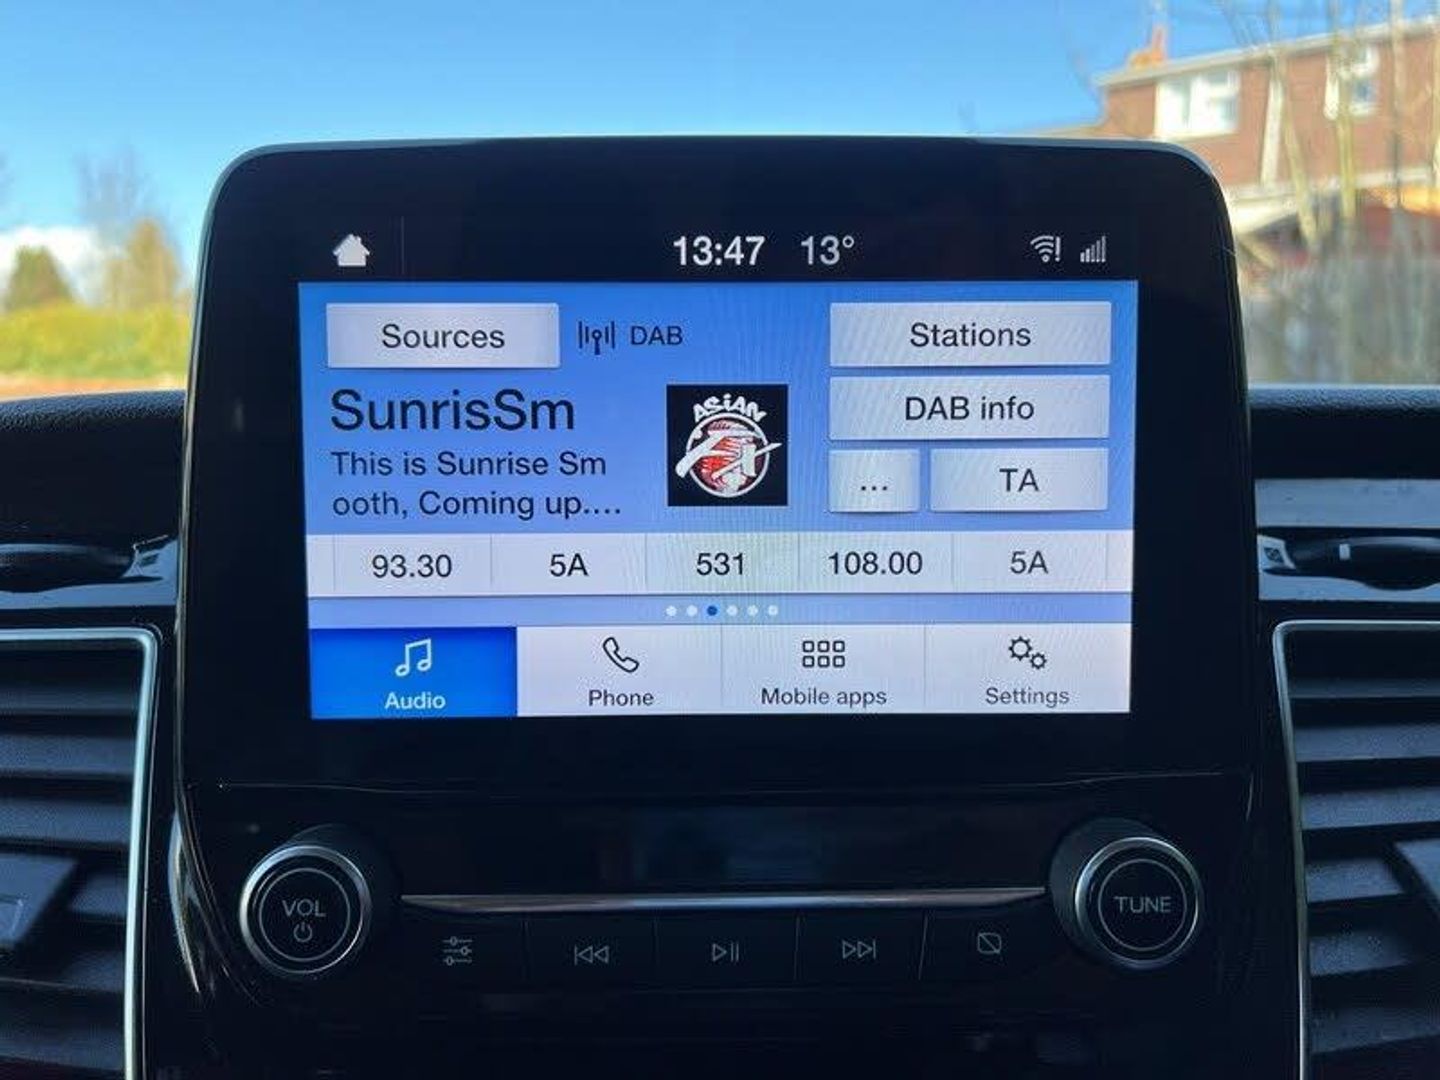 13:47 13°
Sources DAB Stations
SunrisSm
ASiAN
DAB info
This is Sunrise Sm
ooth, Coming up....
... TA
93.30 5A 531 108.00 5A
Audio Phone Mobile apps Settings
VOL TUNE